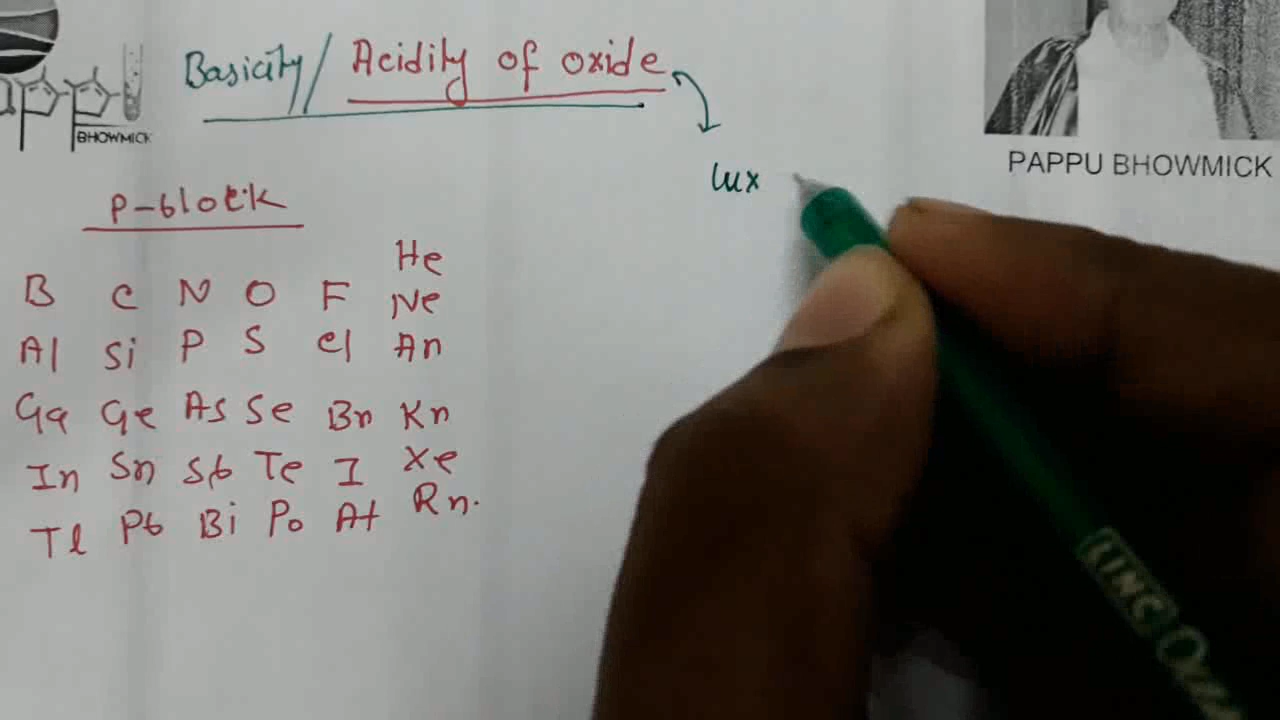 Basicity/ Acidity of oxide
BHOWMICK
PAPPU BHOWMICK
lux
P-block
He
B C N O F Ne
Al Si P S Cl Ar
Ga Ge As Se Br Kr
In Sn Sb Te I Xe
Tl Pb Bi Po At Rn.
LINC